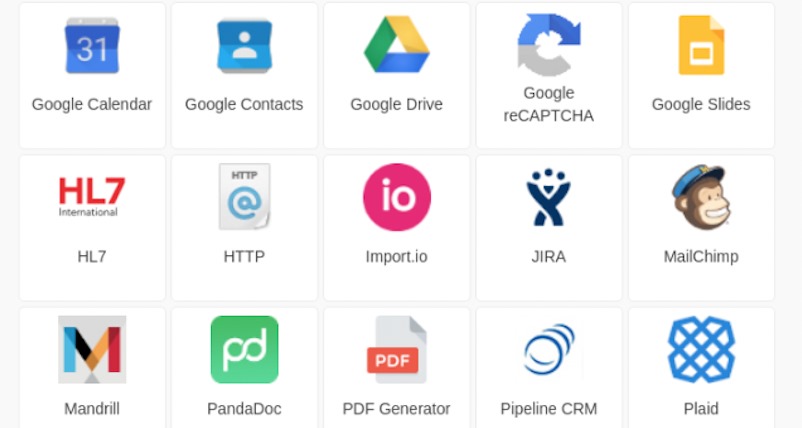 31
Google Calendar
Google Contacts
Google Drive
Google
reCAPTCHA
Google Slides
HL7
International
HL7
HTTP
HTTP
io
Import.io
JIRA
MailChimp
Mandrill
pd
PandaDoc
PDF
PDF Generator
Pipeline CRM
Plaid